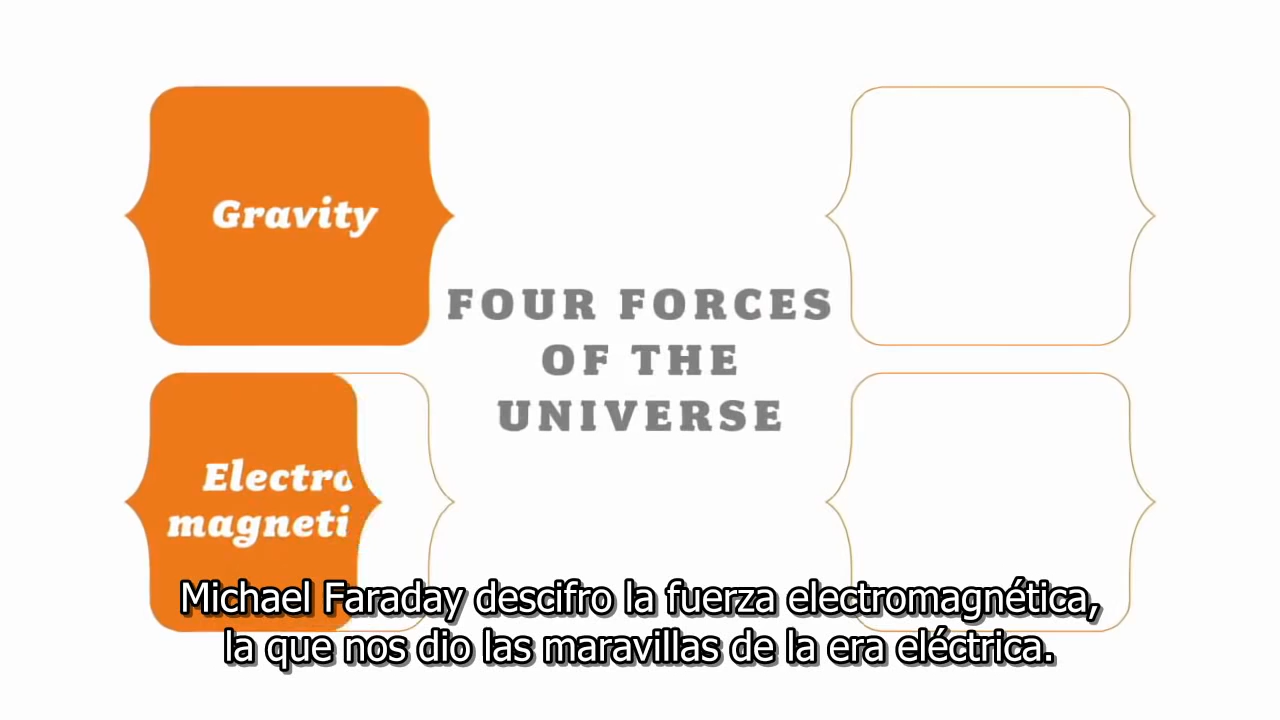 Gravity
FOUR FORCES
OF THE
UNIVERSE
Electro
magneti
Michael Faraday descifro la fuerza electromagnética,
la que nos dio las maravillas de la era eléctrica.